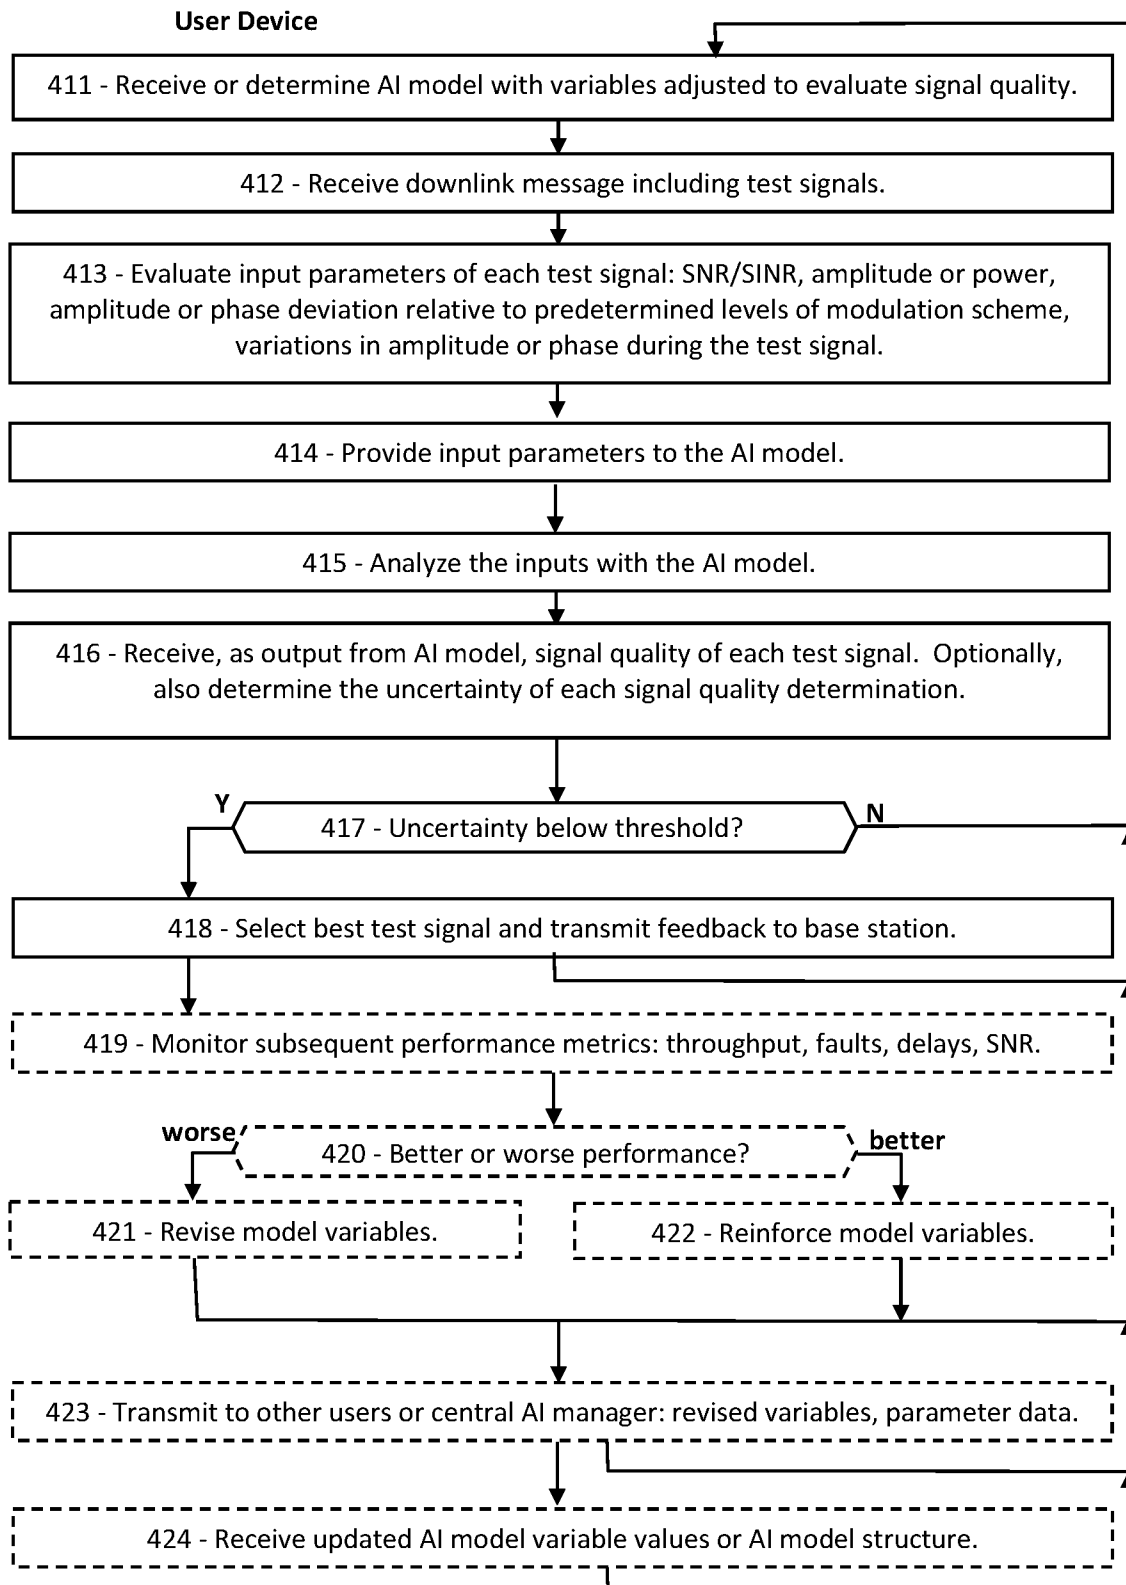 User Device
411 - Receive or determine AI model with variables adjusted to evaluate signal quality.
412 - Receive downlink message including test signals.
413 - Evaluate input parameters of each test signal: SNR/SINR, amplitude or power,
amplitude or phase deviation relative to predetermined levels of modulation scheme,
variations in amplitude or phase during the test signal.
414 - Provide input parameters to the AI model.
415 - Analyze the inputs with the AI model.
416 - Receive, as output from AI model, signal quality of each test signal. Optionally,
also determine the uncertainty of each signal quality determination.
Y
417 - Uncertainty below threshold?
N
418 - Select best test signal and transmit feedback to base station.
419 - Monitor subsequent performance metrics: throughput, faults, delays, SNR.
worse
420 - Better or worse performance?
better
421 - Revise model variables.
422 - Reinforce model variables.
423 - Transmit to other users or central AI manager: revised variables, parameter data.
424 - Receive updated AI model variable values or AI model structure.